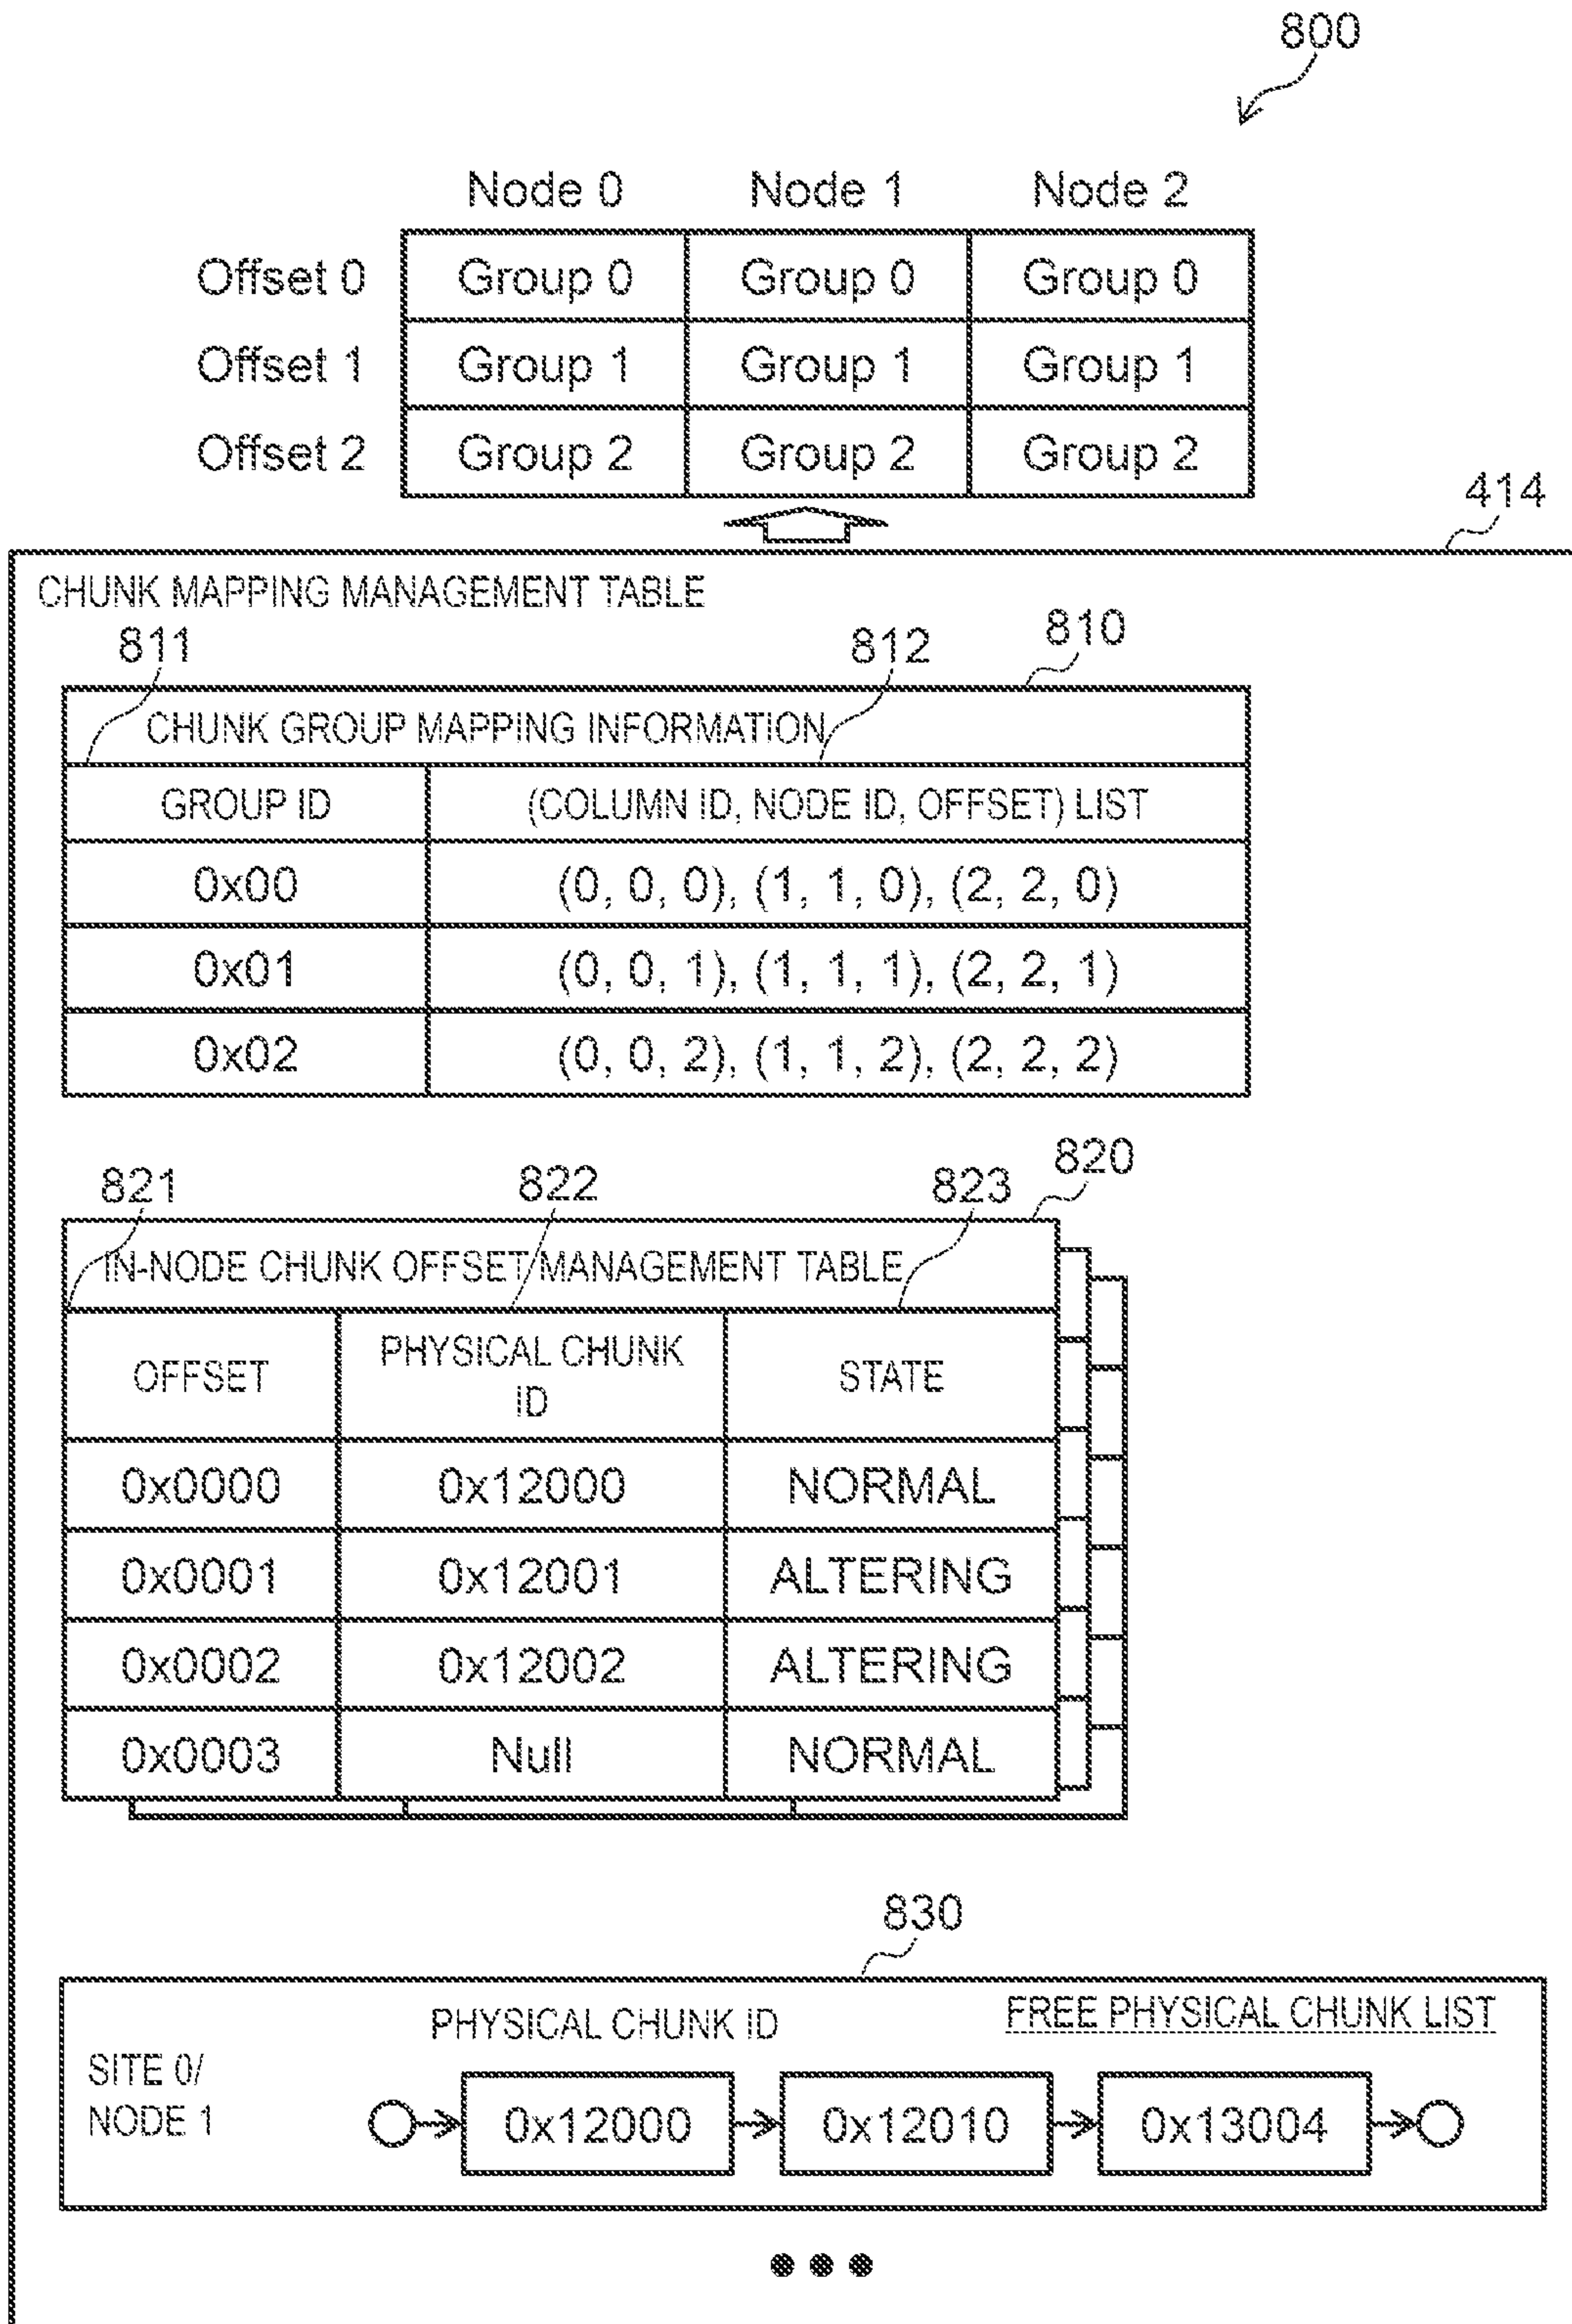 800
Node 0 Node 1 Node 2
Offset 0 Group 0 Group 0 Group 0
Offset 1 Group 1 Group 1 Group 1
Offset 2 Group 2 Group 2 Group 2
414
CHUNK MAPPING MANAGEMENT TABLE
811 812 810
CHUNK GROUP MAPPING INFORMATION
GROUP ID (COLUMN ID, NODE ID, OFFSET) LIST
0x00 (0, 0, 0), (1, 1, 0), (2, 2, 0)
0x01 (0, 0, 1), (1, 1, 1), (2, 2, 1)
0x02 (0, 0, 2), (1, 1, 2), (2, 2, 2)
821 822 823 820
IN-NODE CHUNK OFFSET MANAGEMENT TABLE
OFFSET PHYSICAL CHUNK STATE
ID
0x0000 0x12000 NORMAL
0x0001 0x12001 ALTERING
0x0002 0x12002 ALTERING
0x0003 Null NORMAL
830
PHYSICAL CHUNK ID FREE PHYSICAL CHUNK LIST
SITE 0/
NODE 1 0x12000 0x12010 0x13004